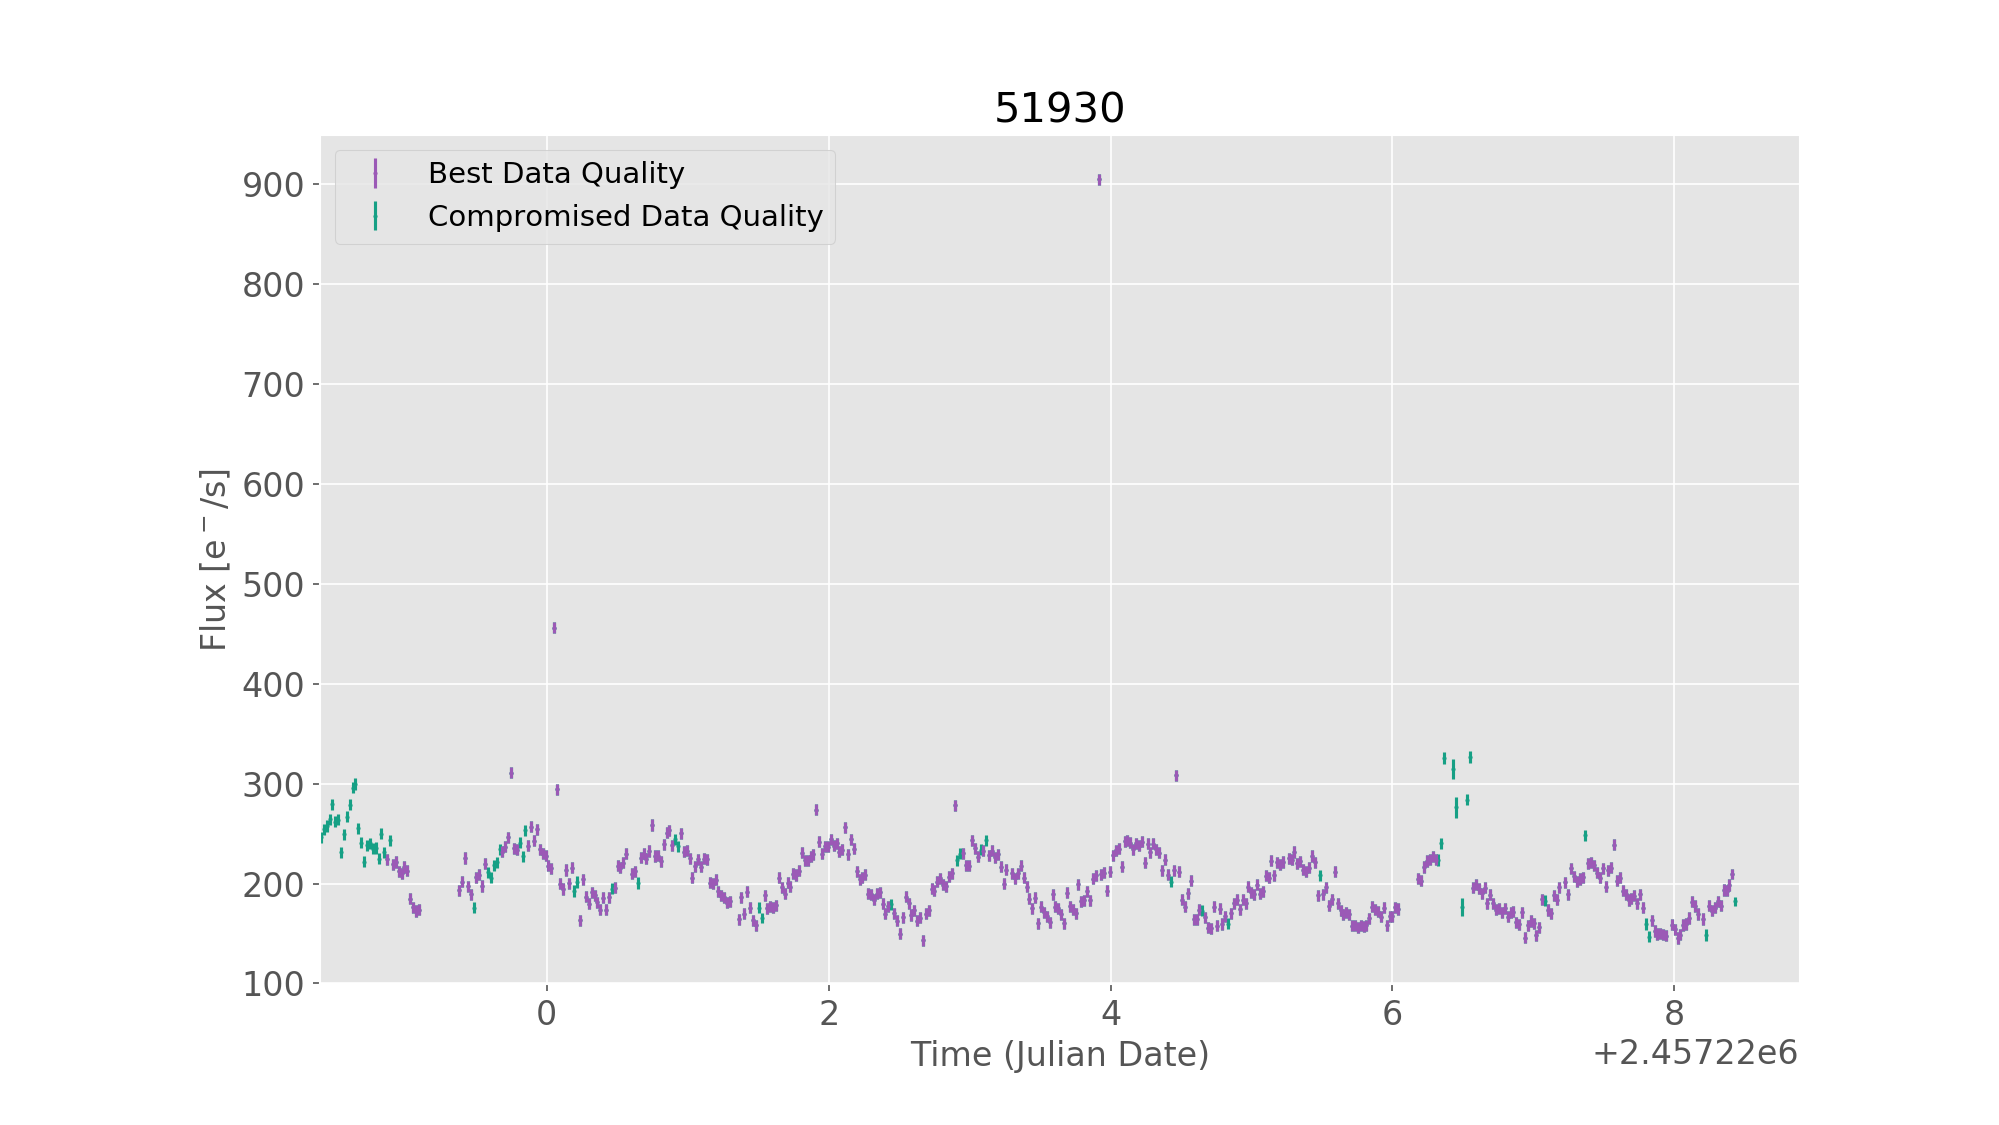 51930
Best Data Quality
Compromised Data Quality
900
800
700
600
500
400
300
200
100
Flux [e⁻/s]
0 2 4 6 8
Time (Julian Date)
+2.45722e6